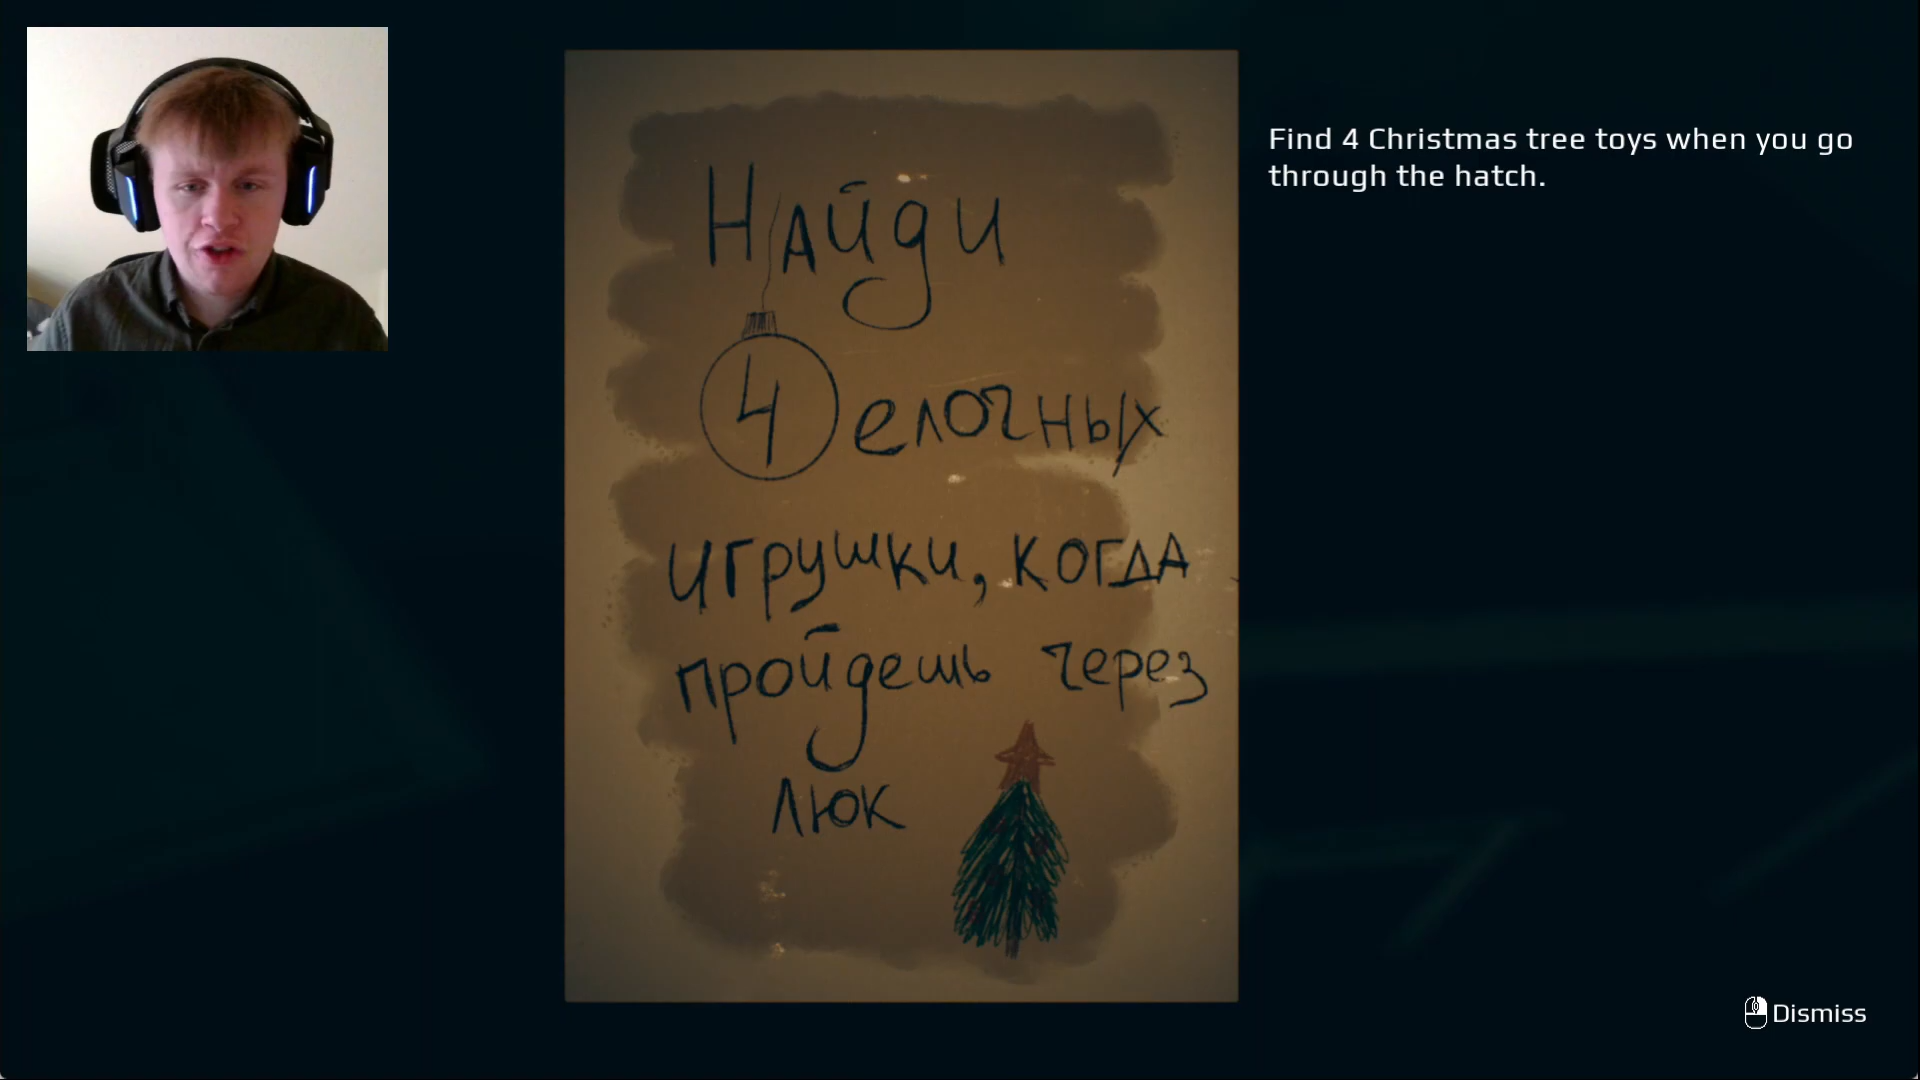 Найди
4 елочных
игрушки, когда
пройдешь через
люк
Find 4 Christmas tree toys when you go
through the hatch.
Dismiss